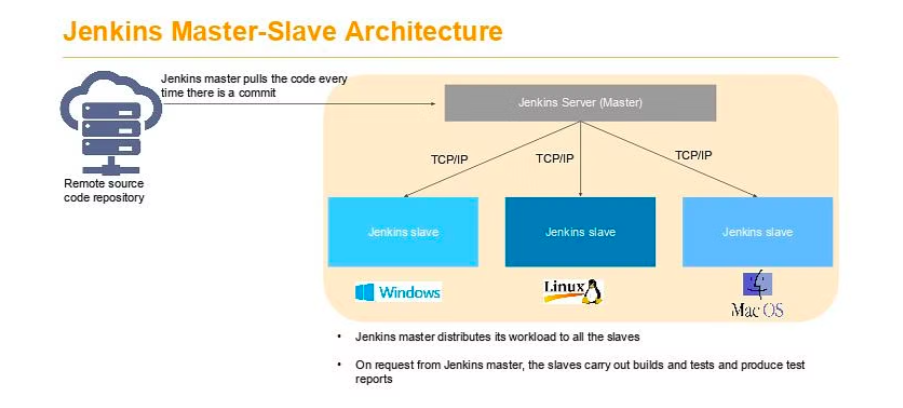 Jenkins Master-Slave Architecture
Jenkins master pulls the code every
time there is a commit
Jenkins Server (Master)
TCP/IP
TCP/IP
TCP/IP
Remote source
code repository
Jenkins slave
Jenkins slave
Jenkins slave
Windows
Linux
Mac OS
• Jenkins master distributes its workload to all the slaves
• On request from Jenkins master, the slaves carry out builds and tests and produce test
reports